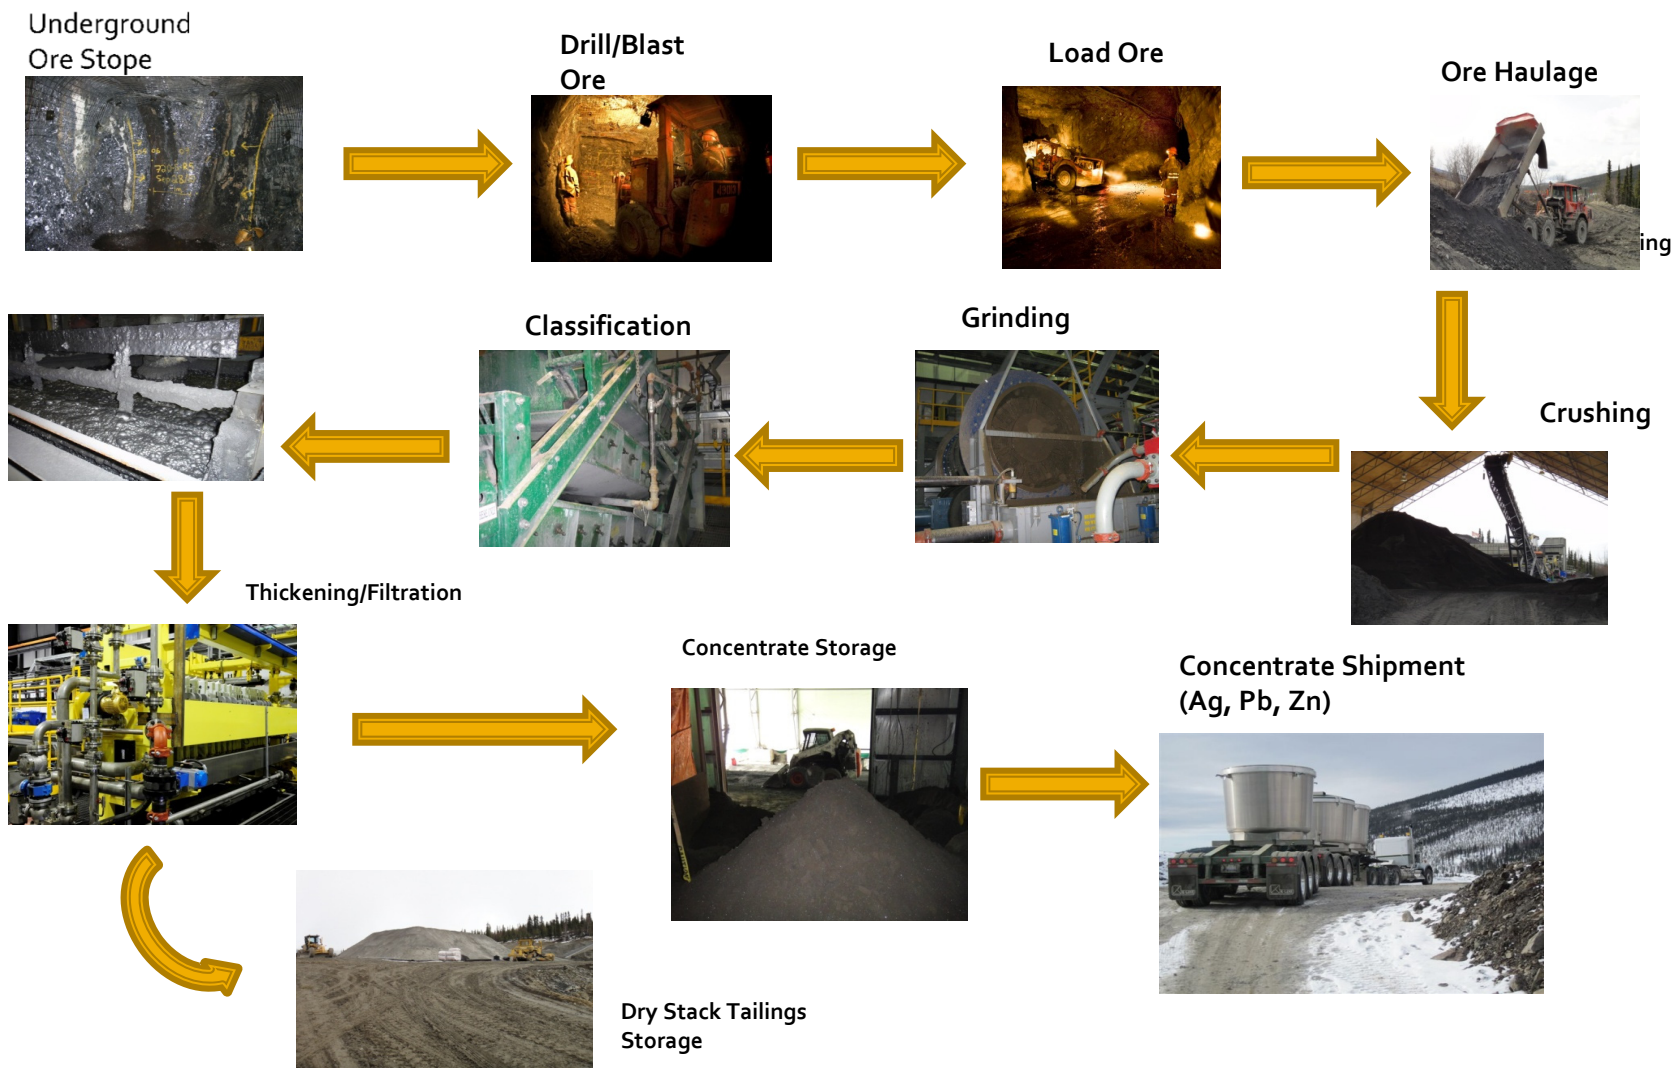 Underground
Ore Stope
Drill/Blast
Ore
Load Ore
Ore Haulage
ing
Classification
Grinding
Crushing
Thickening/Filtration
Concentrate Storage
Concentrate Shipment
(Ag, Pb, Zn)
Dry Stack Tailings
Storage